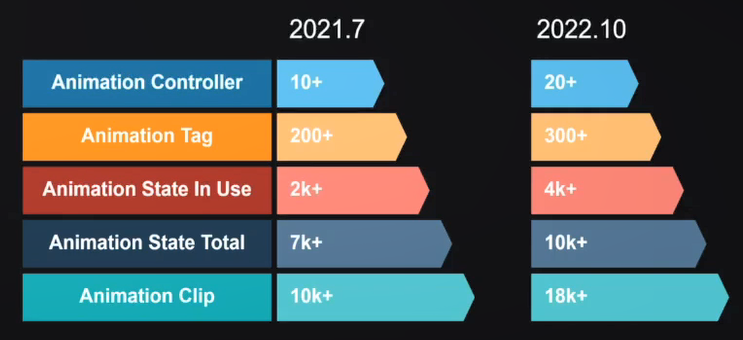 2021.7 2022.10
Animation Controller 10+ 20+
Animation Tag 200+ 300+
Animation State In Use 2k+ 4k+
Animation State Total 7k+ 10k+
Animation Clip 10k+ 18k+